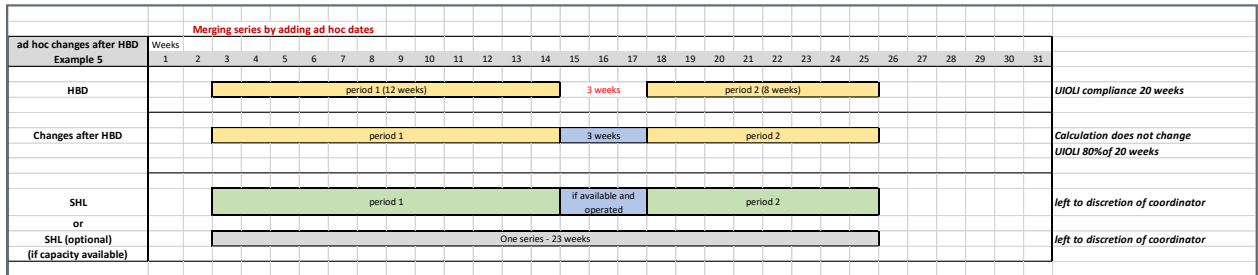 Merging series by adding ad hoc dates
ad hoc changes after HBD Weeks
Example 5 1 2 3 4 5 6 7 8 9 10 11 12 13 14 15 16 17 18 19 20 21 22 23 24 25 26 27 28 29 30 31
HBD period 1 (12 weeks) 3 weeks period 2 (8 weeks) UIOLI compliance 20 weeks
Changes after HBD period 1 3 weeks period 2 Calculation does not change
UIOLI 80%of 20 weeks
SHL period 1 if available and operated period 2 left to discretion of coordinator
or
SHL (optional) One series - 23 weeks left to discretion of coordinator
(if capacity available)